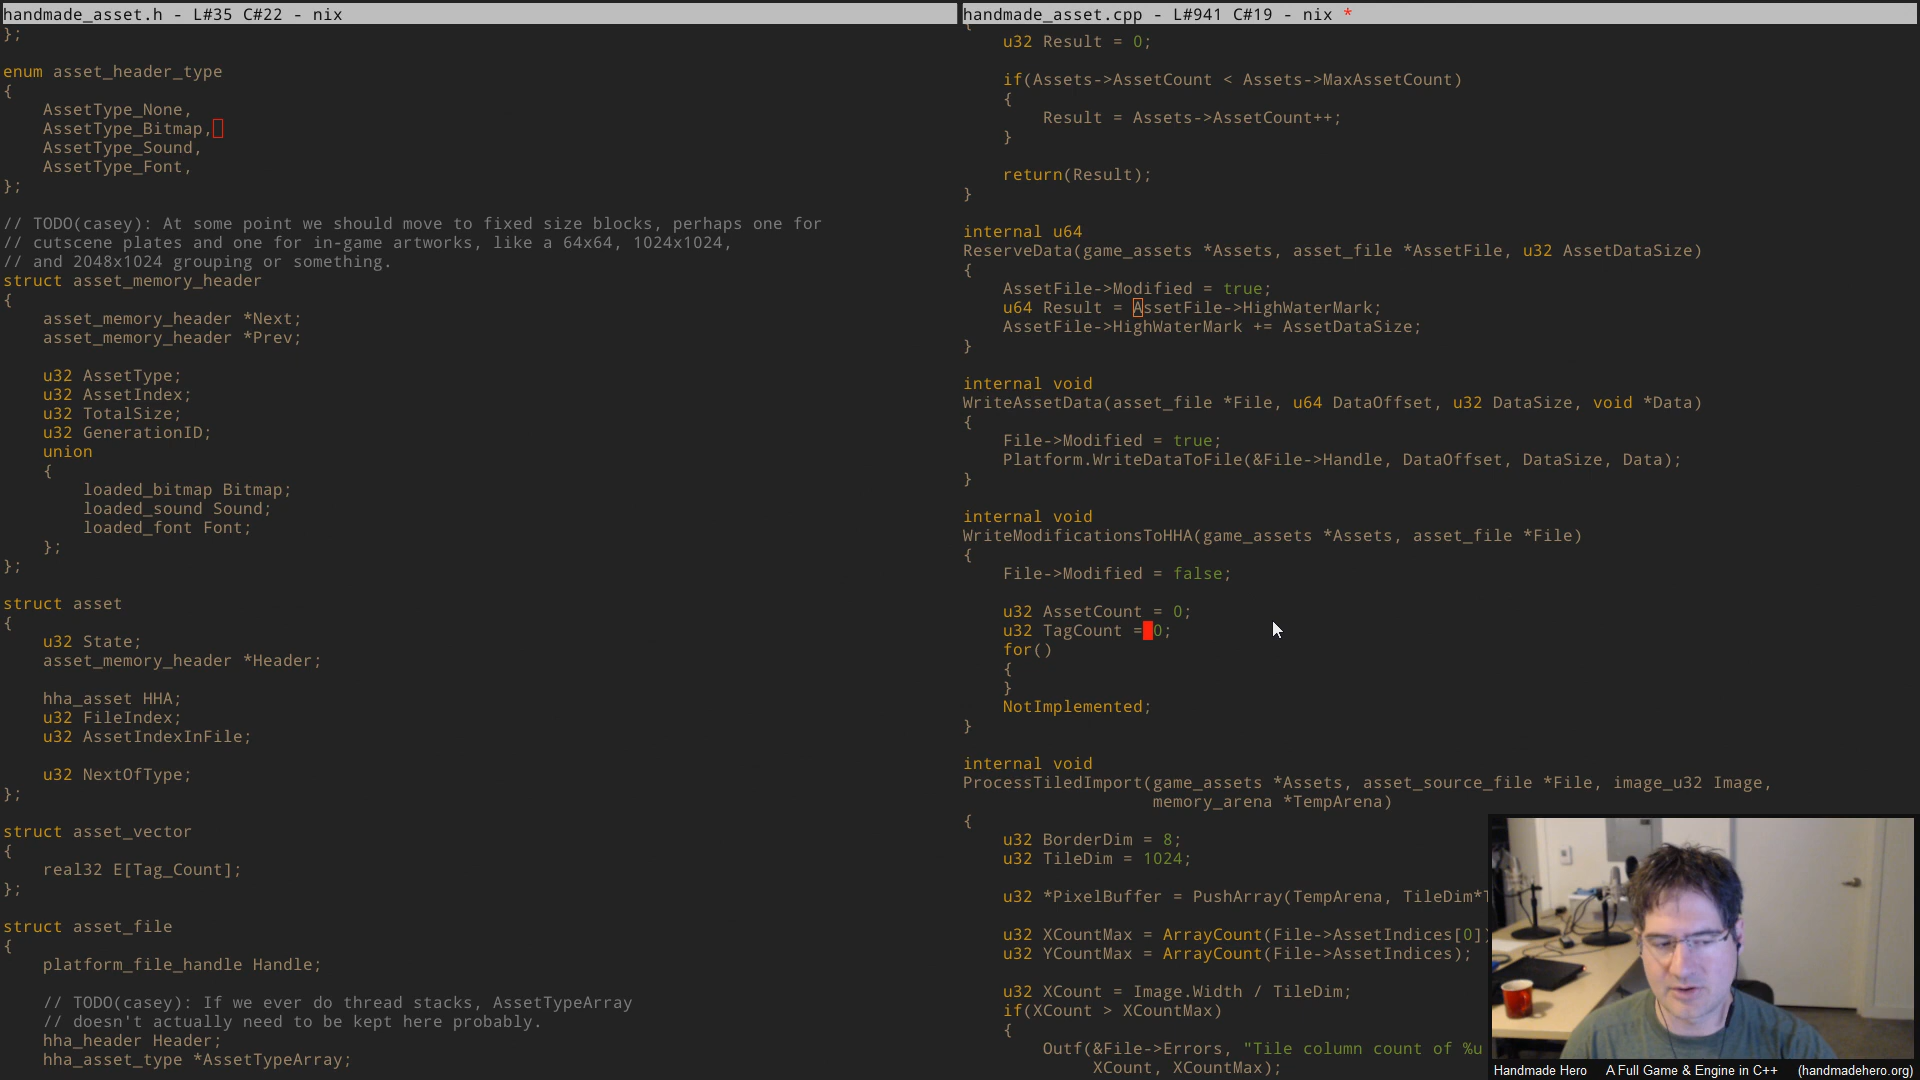 handmade_asset.h - L#35 C#22 - nix
};
enum asset_header_type
{
    AssetType_None,
    AssetType_Bitmap,
    AssetType_Sound,
    AssetType_Font,
};
// TODO(casey): At some point we should move to fixed size blocks, perhaps one for
// cutscene plates and one for in-game artworks, like a 64x64, 1024x1024,
// and 2048x1024 grouping or something.
struct asset_memory_header
{
    asset_memory_header *Next;
    asset_memory_header *Prev;
    u32 AssetType;
    u32 AssetIndex;
    u32 TotalSize;
    u32 GenerationID;
    union
    {
        loaded_bitmap Bitmap;
        loaded_sound Sound;
        loaded_font Font;
    };
};
struct asset
{
    u32 State;
    asset_memory_header *Header;
    hha_asset HHA;
    u32 FileIndex;
    u32 AssetIndexInFile;
    u32 NextOfType;
};
struct asset_vector
{
    real32 E[Tag_Count];
};
struct asset_file
{
    platform_file_handle Handle;
    // TODO(casey): If we ever do thread stacks, AssetTypeArray
    // doesn't actually need to be kept here probably.
    hha_header Header;
    hha_asset_type *AssetTypeArray;
handmade_asset.cpp - L#941 C#19 - nix *
{
    u32 Result = 0;
    if(Assets->AssetCount < Assets->MaxAssetCount)
    {
        Result = Assets->AssetCount++;
    }
    return(Result);
}
internal u64
ReserveData(game_assets *Assets, asset_file *AssetFile, u32 AssetDataSize)
{
    AssetFile->Modified = true;
    u64 Result = AssetFile->HighWaterMark;
    AssetFile->HighWaterMark += AssetDataSize;
}
internal void
WriteAssetData(asset_file *File, u64 DataOffset, u32 DataSize, void *Data)
{
    File->Modified = true;
    Platform.WriteDataToFile(&File->Handle, DataOffset, DataSize, Data);
}
internal void
WriteModificationsToHHA(game_assets *Assets, asset_file *File)
{
    File->Modified = false;
    u32 AssetCount = 0;
    u32 TagCount = 0;
    for()
    {
    }
    NotImplemented;
}
internal void
ProcessTiledImport(game_assets *Assets, asset_source_file *File, image_u32 Image,
                   memory_arena *TempArena)
{
    u32 BorderDim = 8;
    u32 TileDim = 1024;
    u32 *PixelBuffer = PushArray(TempArena, TileDim*
    u32 XCountMax = ArrayCount(File->AssetIndices[0])
    u32 YCountMax = ArrayCount(File->AssetIndices);
    u32 XCount = Image.Width / TileDim;
    if(XCount > XCountMax)
    {
        Outf(&File->Errors, "Tile column count of %u
             XCount, XCountMax);
Handmade Hero    A Full Game & Engine in C++    (handmadehero.org)